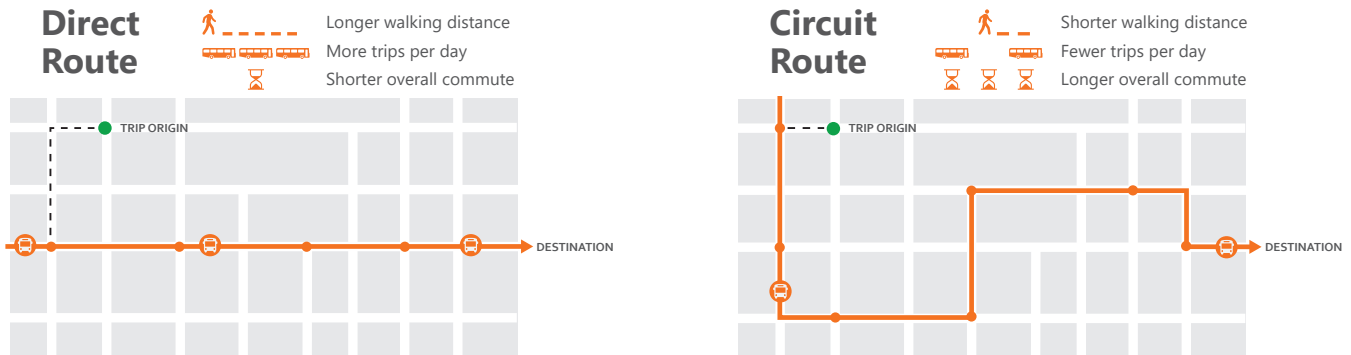 Direct
Route
Longer walking distance
More trips per day
Shorter overall commute
TRIP ORIGIN
DESTINATION
Circuit
Route
Shorter walking distance
Fewer trips per day
Longer overall commute
TRIP ORIGIN
DESTINATION